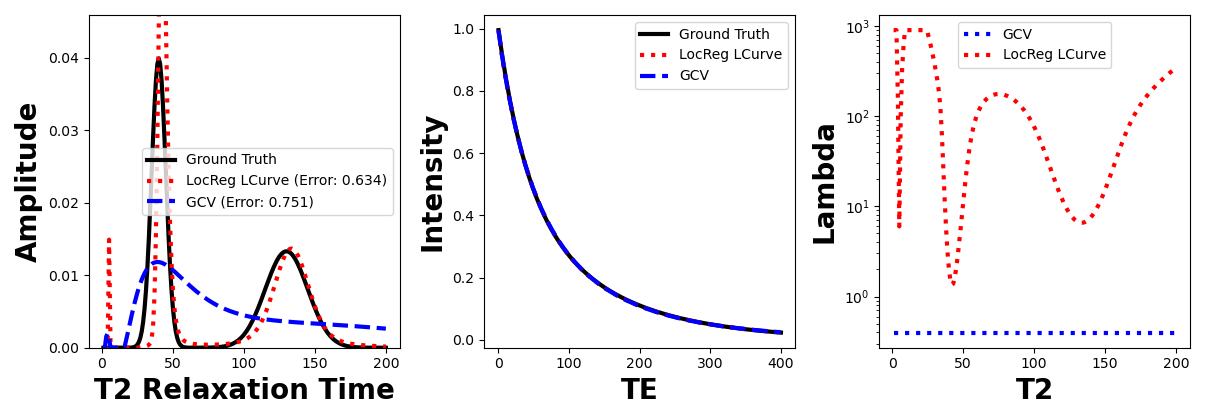 Amplitude
0.00
0.01
0.02
0.03
0.04
Ground Truth
LocReg LCurve (Error: 0.634)
GCV (Error: 0.751)
0 50 100 150 200
T2 Relaxation Time
Intensity
0.0
0.2
0.4
0.6
0.8
1.0
Ground Truth
LocReg LCurve
GCV
0 100 200 300 400
TE
Lambda
10⁰
10¹
10²
10³
GCV
LocReg LCurve
0 50 100 150 200
T2